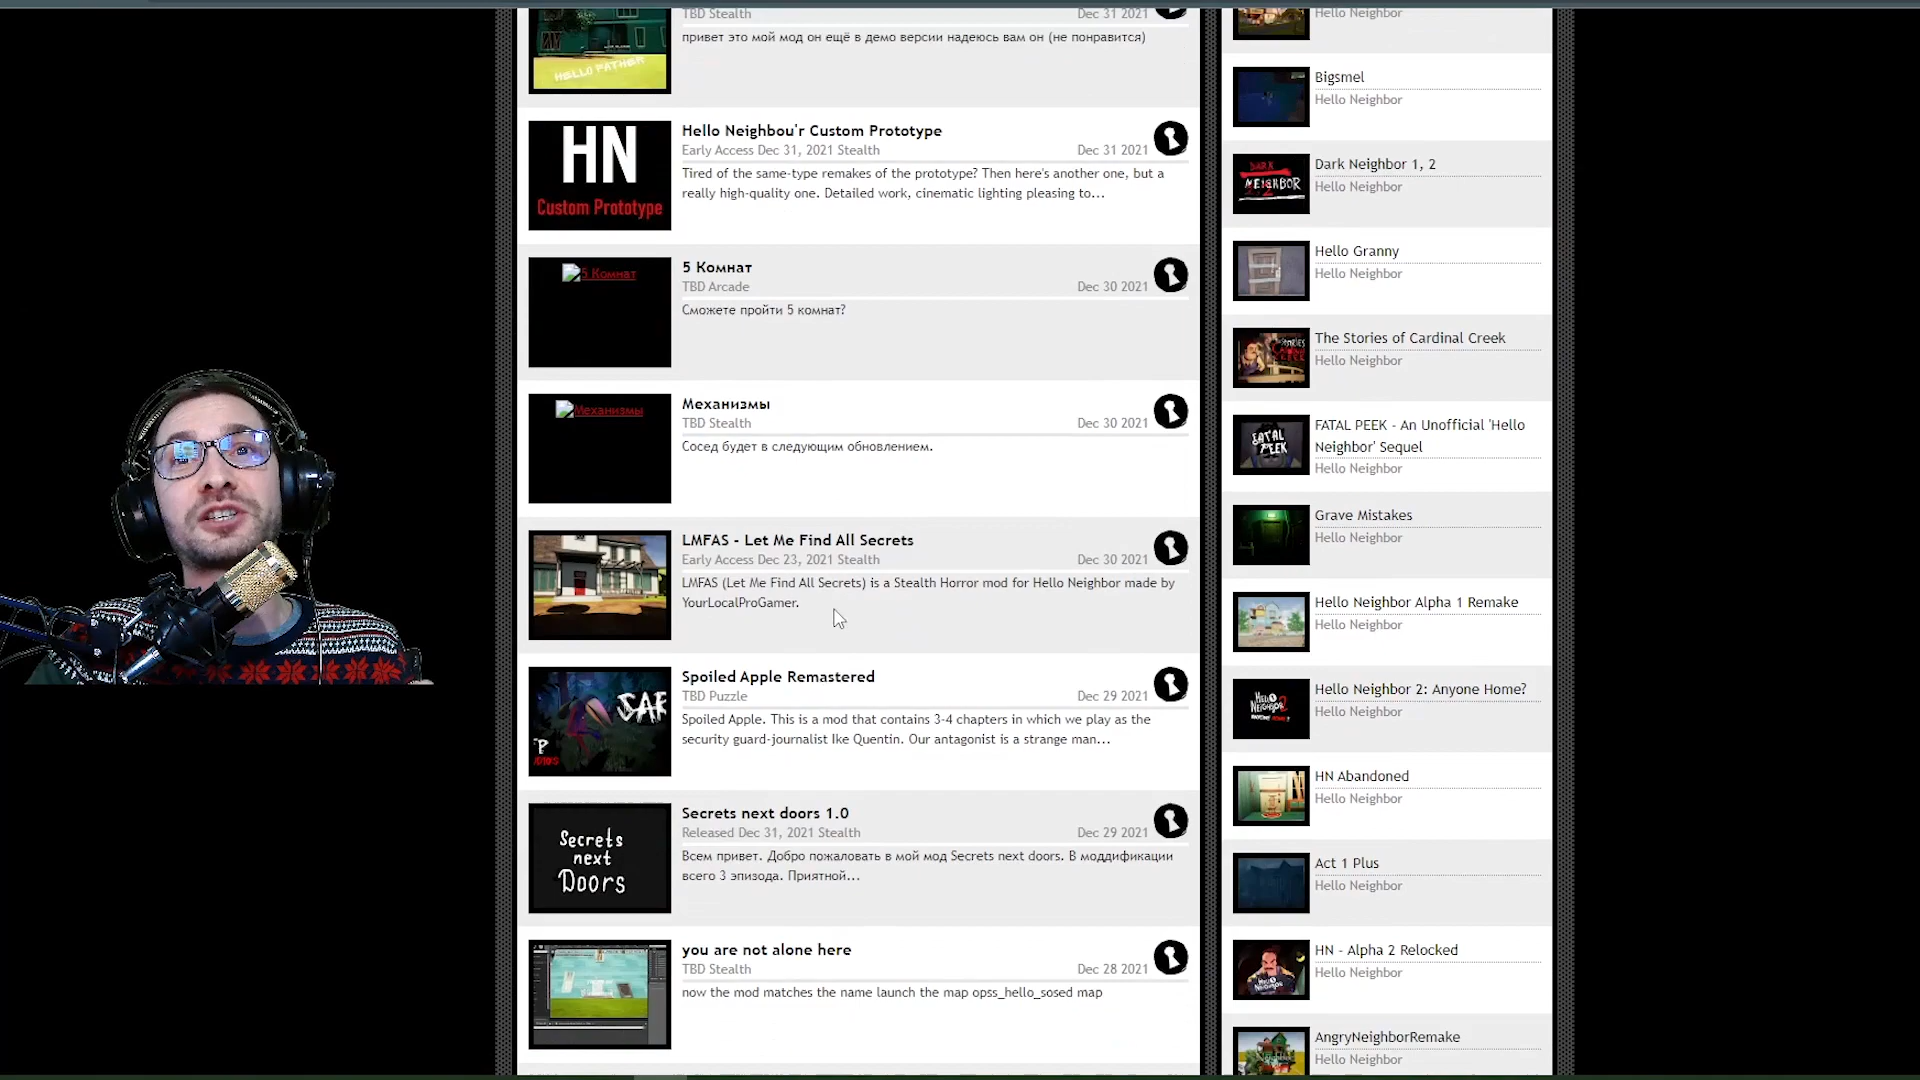 TBD Stealth
Dec 31 2021
привет это мой мод он ещё в демо версии надеюсь вам он (не понравится)
HELLO FATHER
HN
Custom Prototype
Hello Neighbou'r Custom Prototype
Early Access Dec 31, 2021 Stealth
Dec 31 2021
Tired of the same-type remakes of the prototype? Then here's another one, but a
really high-quality one. Detailed work, cinematic lighting pleasing to...
5 Комнат
5 Комнат
TBD Arcade
Dec 30 2021
Сможете пройти 5 комнат?
Механизмы
Механизмы
TBD Stealth
Dec 30 2021
Сосед будет в следующим обновлением.
LMFAS - Let Me Find All Secrets
Early Access Dec 23, 2021 Stealth
Dec 30 2021
LMFAS (Let Me Find All Secrets) is a Stealth Horror mod for Hello Neighbor made by
YourLocalProGamer.
Spoiled Apple Remastered
TBD Puzzle
Dec 29 2021
Spoiled Apple. This is a mod that contains 3-4 chapters in which we play as the
security guard-journalist Ike Quentin. Our antagonist is a strange man...
Secrets
next
Doors
Secrets next doors 1.0
Released Dec 31, 2021 Stealth
Dec 29 2021
Всем привет. Добро пожаловать в мой мод Secrets next doors. В моддификации
всего 3 эпизода. Приятной...
you are not alone here
TBD Stealth
Dec 28 2021
now the mod matches the name launch the map opss_hello_sosed map
Hello Neighbor
Bigsmel
Hello Neighbor
DARK
NEIGHBOR
Dark Neighbor 1, 2
Hello Neighbor
Hello Granny
Hello Neighbor
The Stories of Cardinal Creek
Hello Neighbor
FATAL
PEEK
FATAL PEEK - An Unofficial 'Hello
Neighbor' Sequel
Hello Neighbor
Grave Mistakes
Hello Neighbor
Hello Neighbor Alpha 1 Remake
Hello Neighbor
HELLO
NEIGHBOR 2
Hello Neighbor 2: Anyone Home?
Hello Neighbor
HN Abandoned
Hello Neighbor
Act 1 Plus
Hello Neighbor
HN - Alpha 2 Relocked
Hello Neighbor
AngryNeighborRemake
Hello Neighbor